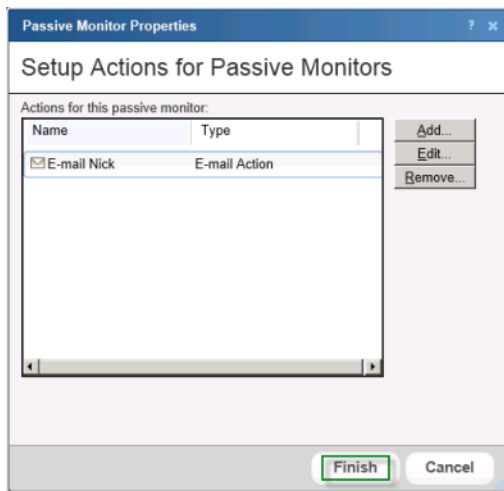 Passive Monitor Properties ? x
Setup Actions for Passive Monitors
Actions for this passive monitor:
Name Type
E-mail Nick E-mail Action
Add...
Edit...
Remove...
Finish Cancel